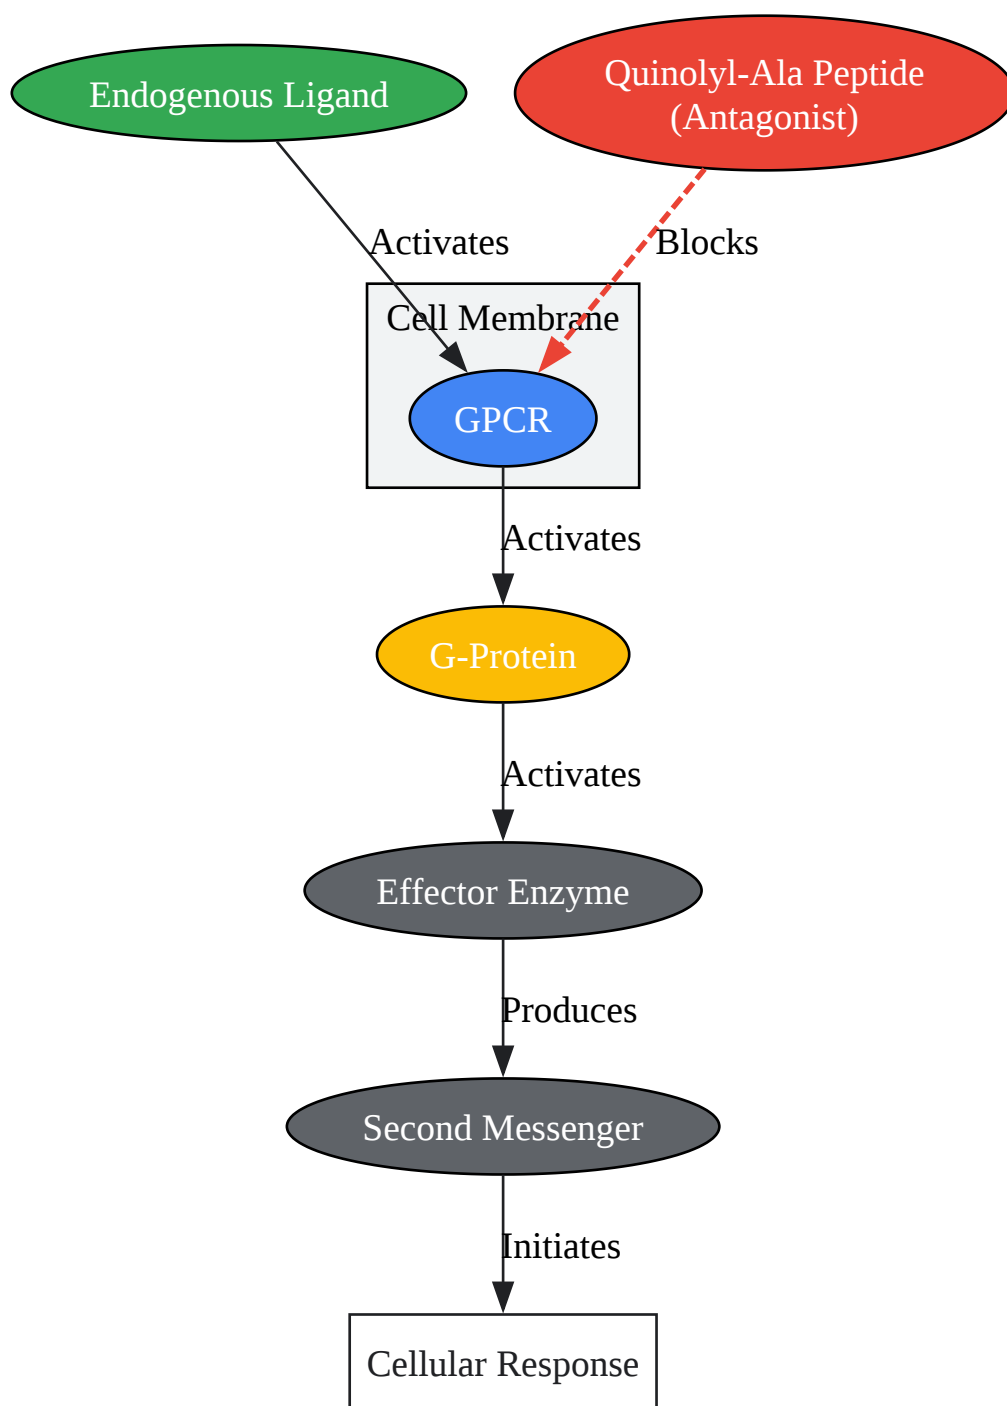 Endogenous Ligand
Quinolyl-Ala Peptide
(Antagonist)
Activates
Blocks
Cell Membrane
GPCR
Activates
G-Protein
Activates
Effector Enzyme
Produces
Second Messenger
Initiates
Cellular Response